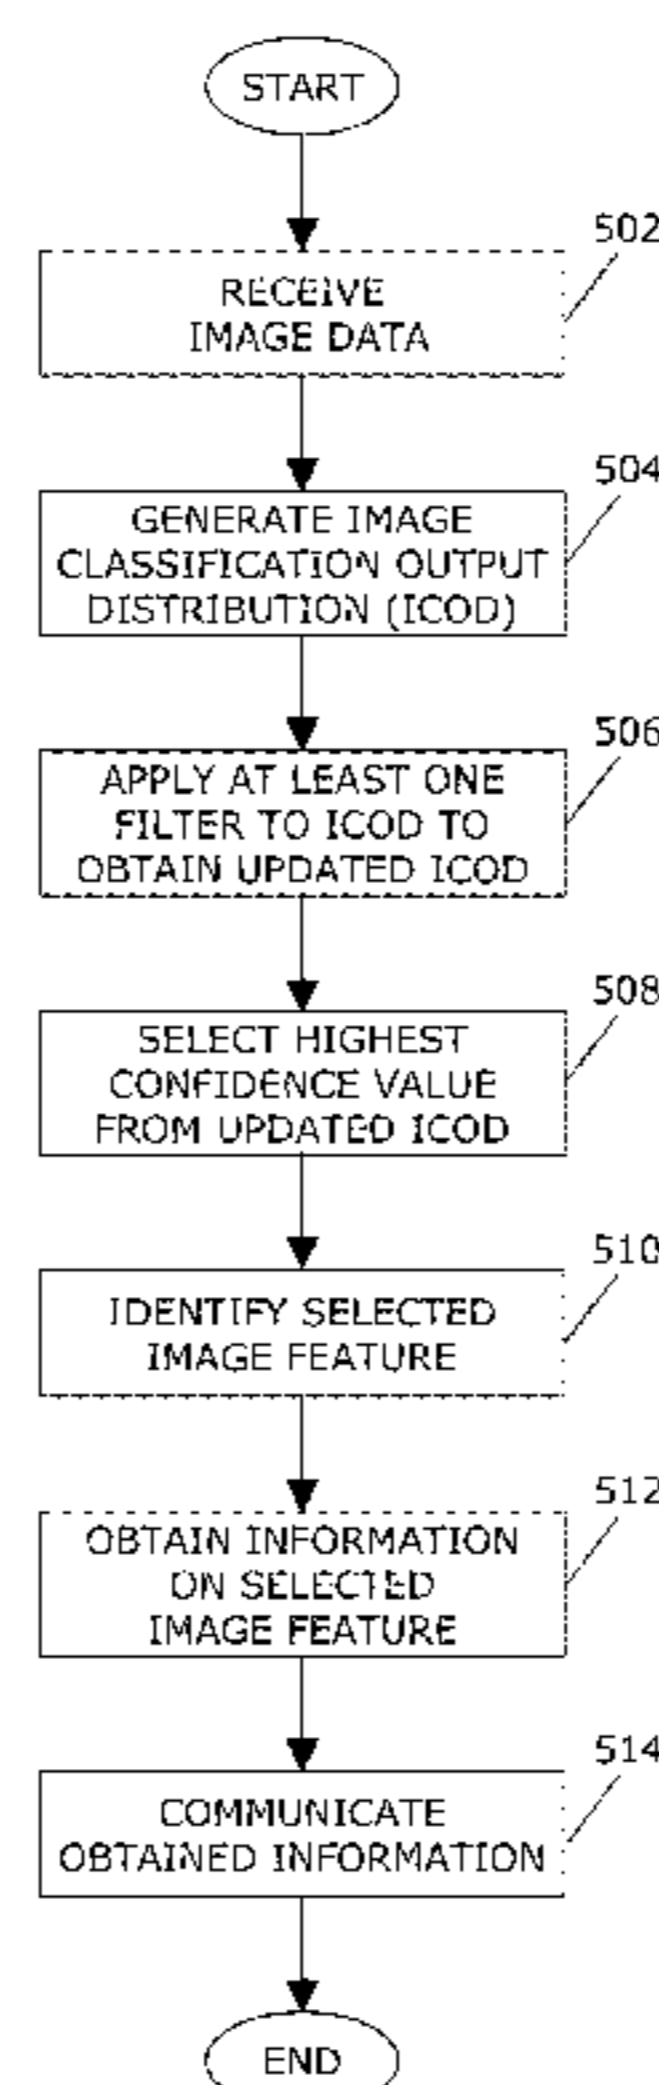 START
502
RECEIVE
IMAGE DATA
504
GENERATE IMAGE
CLASSIFICATION OUTPUT
DISTRIBUTION (ICOD)
506
APPLY AT LEAST ONE
FILTER TO ICOD TO
OBTAIN UPDATED ICOD
508
SELECT HIGHEST
CONFIDENCE VALUE
FROM UPDATED ICOD
510
IDENTIFY SELECTED
IMAGE FEATURE
512
OBTAIN INFORMATION
ON SELECTED
IMAGE FEATURE
514
COMMUNICATE
OBTAINED INFORMATION
END